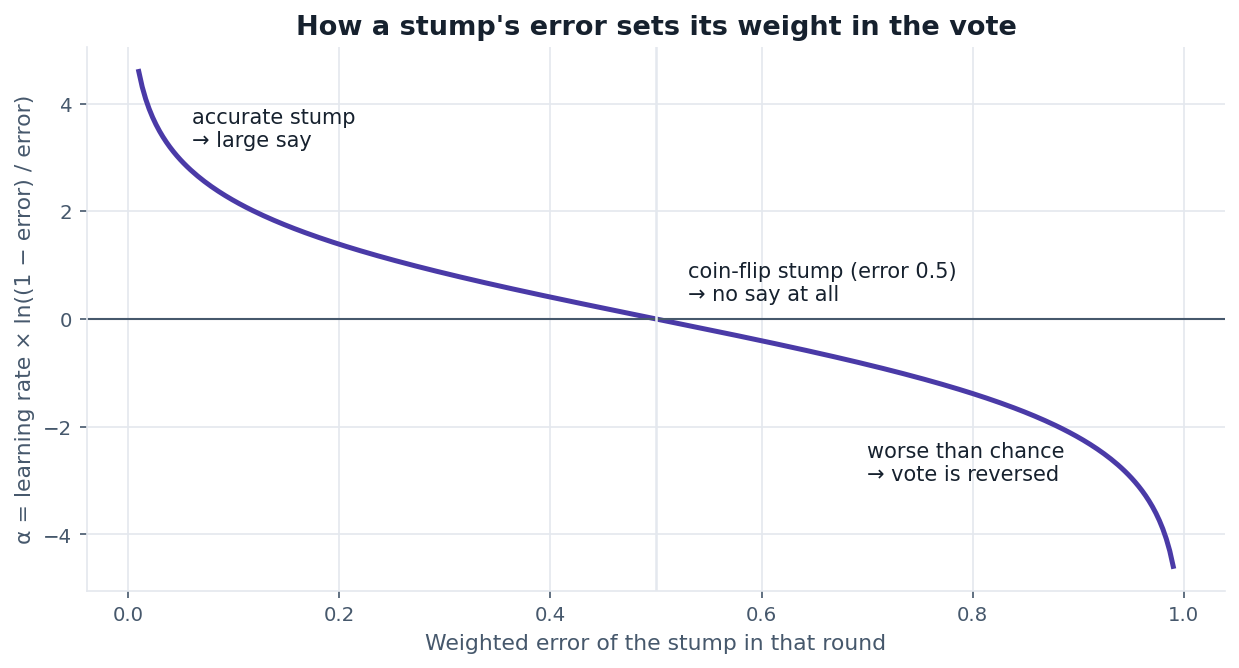 How a stump's error sets its weight in the vote
α = learning rate × ln((1 − error) / error)
4
2
0
−2
−4
accurate stump
→ large say
coin-flip stump (error 0.5)
→ no say at all
worse than chance
→ vote is reversed
0.0 0.2 0.4 0.6 0.8 1.0
Weighted error of the stump in that round